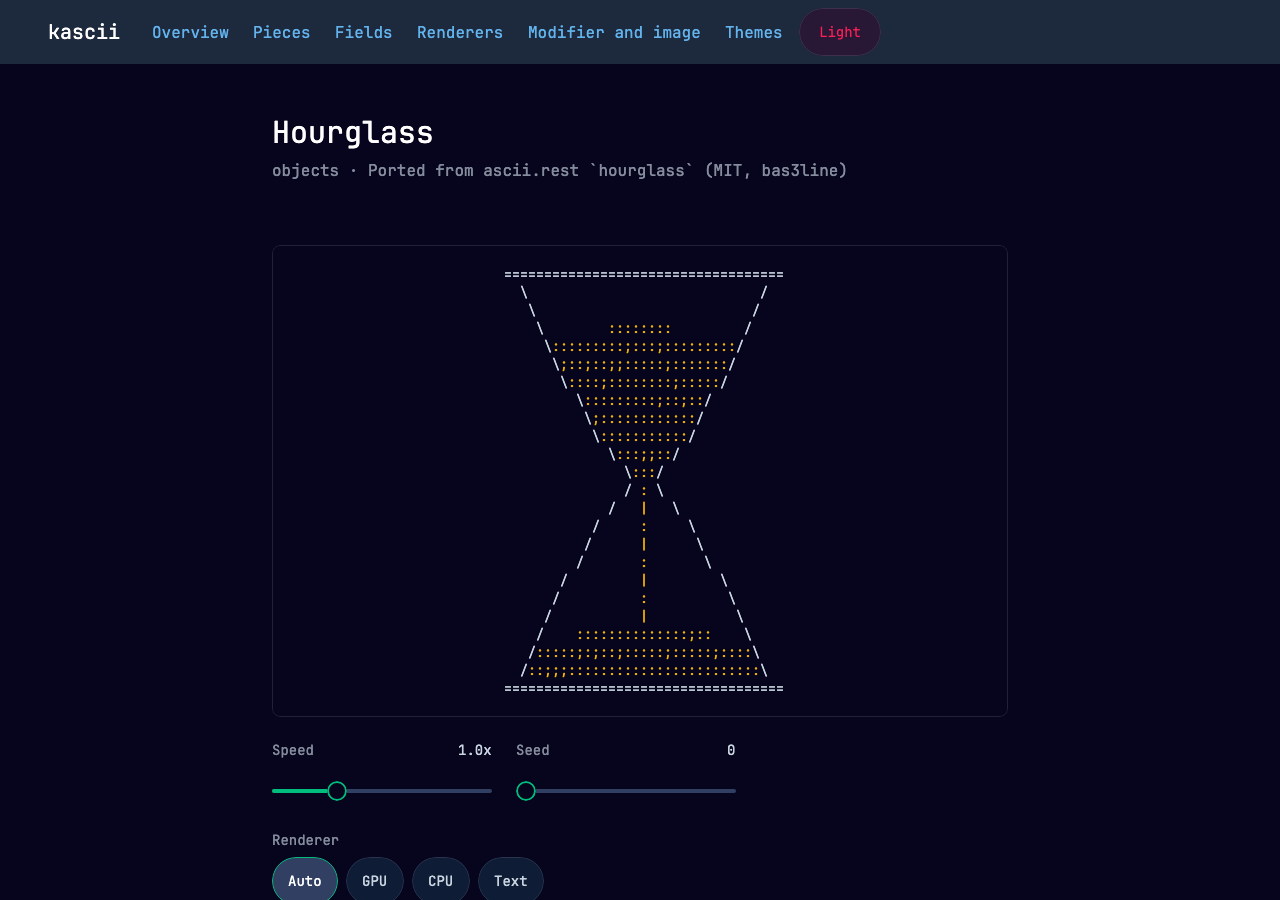 kascii Overview Pieces Fields Renderers Modifier and image Themes Light
Hourglass
objects · Ported from ascii.rest `hourglass` (MIT, bas3line)
Speed 1.0x Seed 0
Renderer
Auto GPU CPU Text